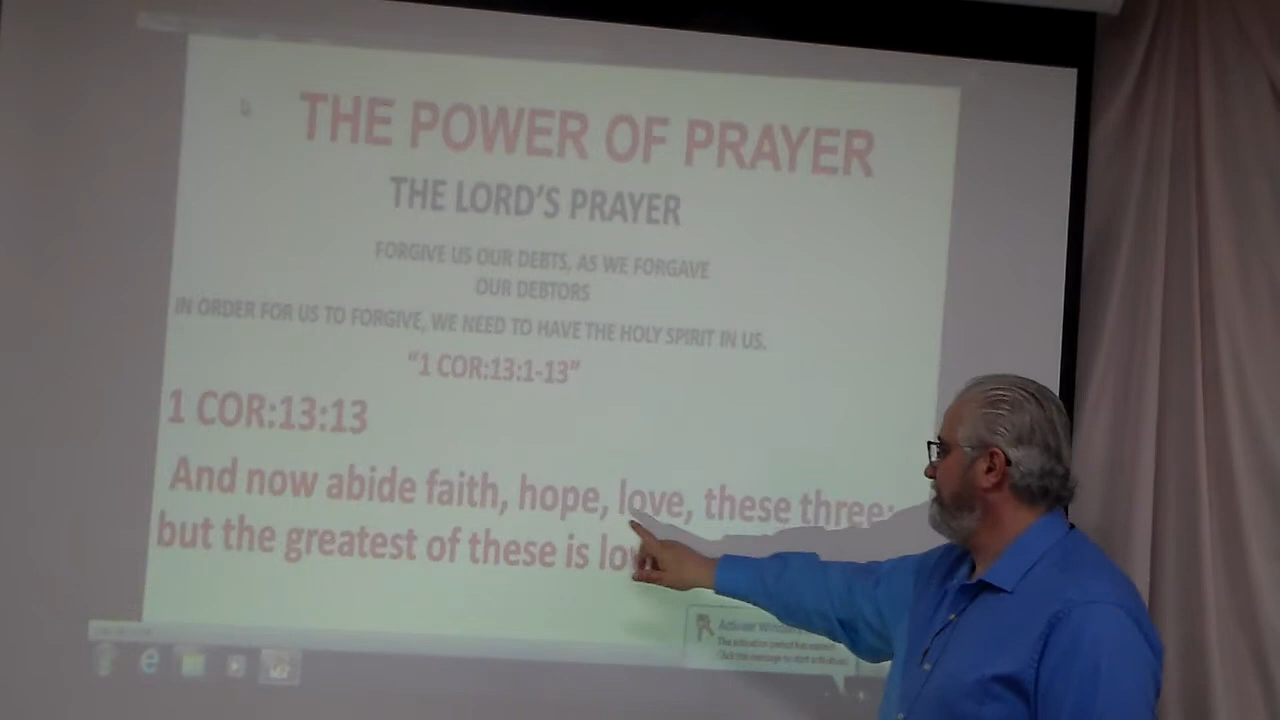 THE POWER OF PRAYER
THE LORD'S PRAYER
FORGIVE US OUR DEBTS, AS WE FORGAVE
OUR DEBTORS
IN ORDER FOR US TO FORGIVE, WE NEED TO HAVE THE HOLY SPIRIT IN US.
“1 COR:13:1-13”
1 COR:13:13
And now abide faith, hope, love, these three;
but the greatest of these is lov